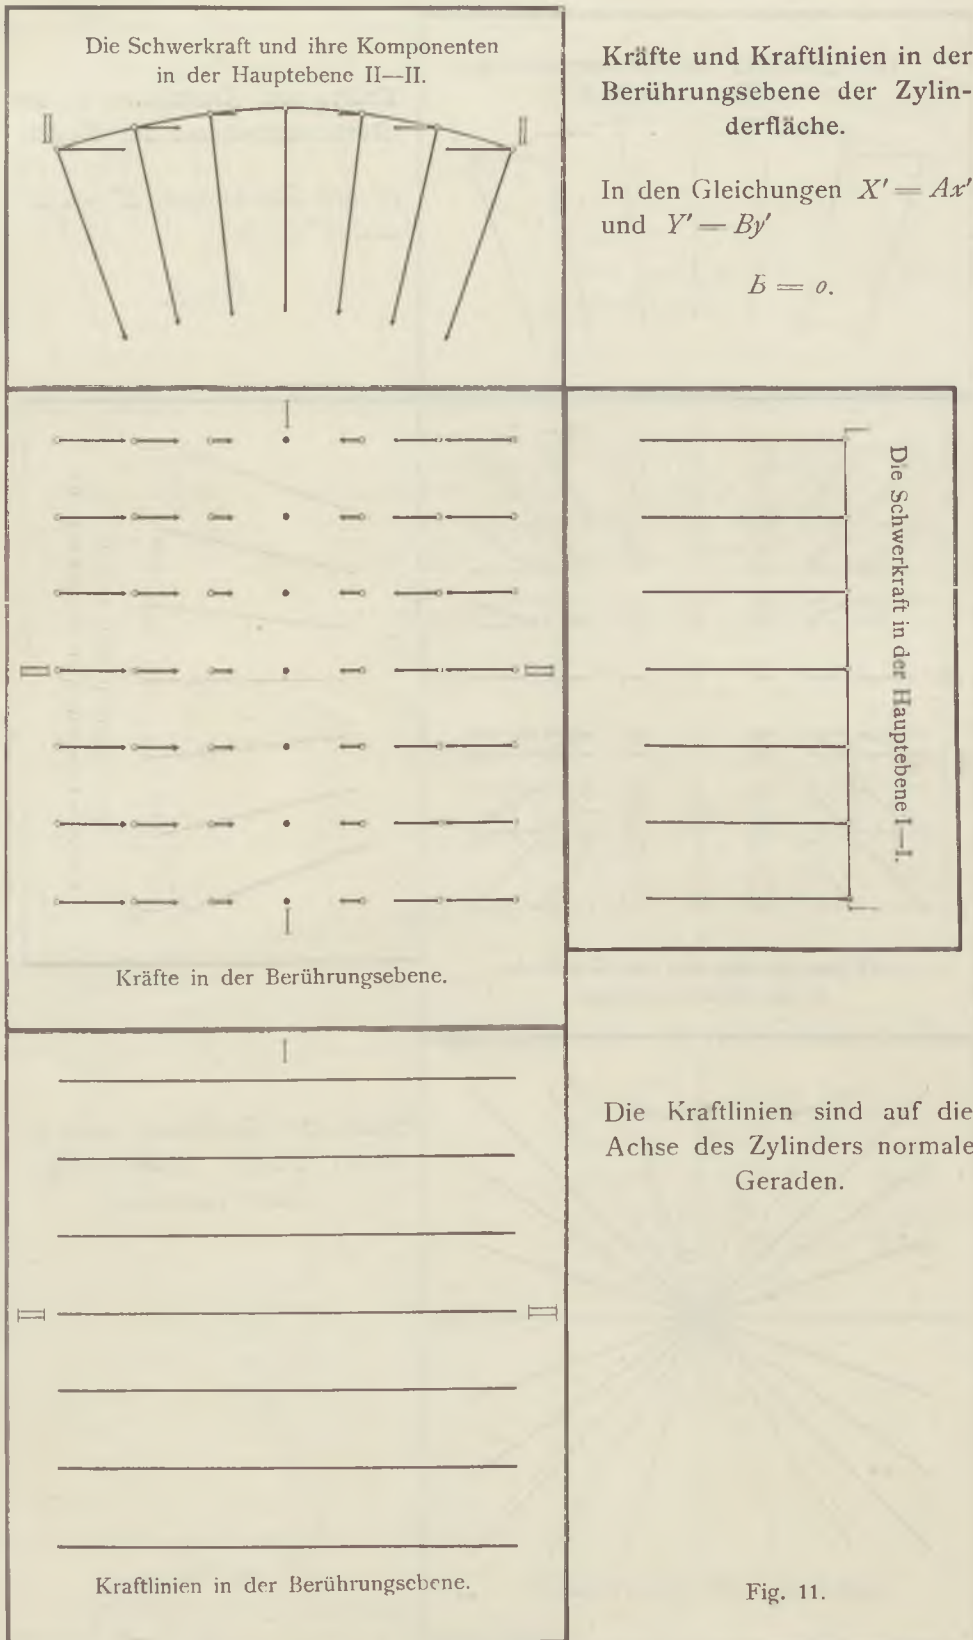 Die Schwerkraft und ihre Komponenten
in der Hauptebene II—II.
II
II
Kräfte und Kraftlinien in der
Berührungsebene der Zylin-
derfläche.
In den Gleichungen X′ = Ax′
und Y′ = By′
B = o.
I
II
II
I
Kräfte in der Berührungsebene.
I
Die Schwerkraft in der Hauptebene I—I.
I
I
II
II
Kraftlinien in der Berührungsebene.
Die Kraftlinien sind auf die
Achse des Zylinders normale
Geraden.
Fig. 11.